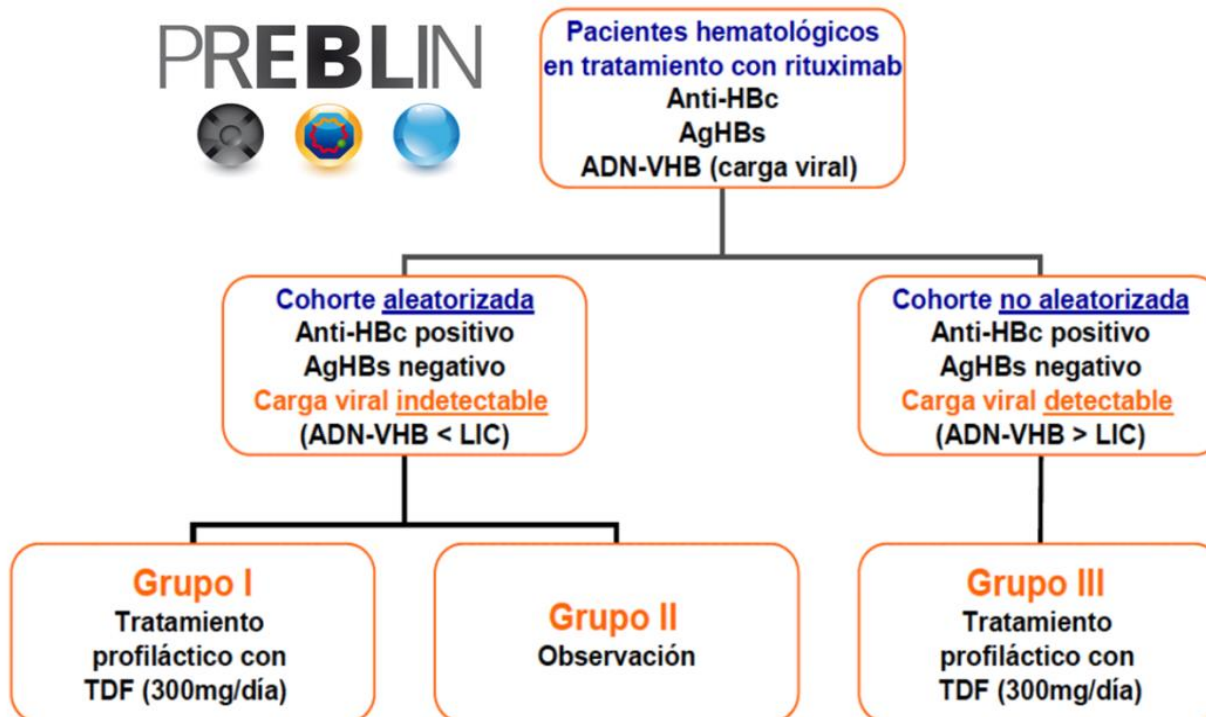 PREBLIN
Pacientes hematológicos
en tratamiento con rituximab
Anti-HBc
AgHBs
ADN-VHB (carga viral)
Cohorte aleatorizada
Anti-HBc positivo
AgHBs negativo
Carga viral indetectable
(ADN-VHB < LIC)
Cohorte no aleatorizada
Anti-HBc positivo
AgHBs negativo
Carga viral detectable
(ADN-VHB > LIC)
Grupo I
Tratamiento
profiláctico con
TDF (300mg/día)
Grupo II
Observación
Grupo III
Tratamiento
profiláctico con
TDF (300mg/día)